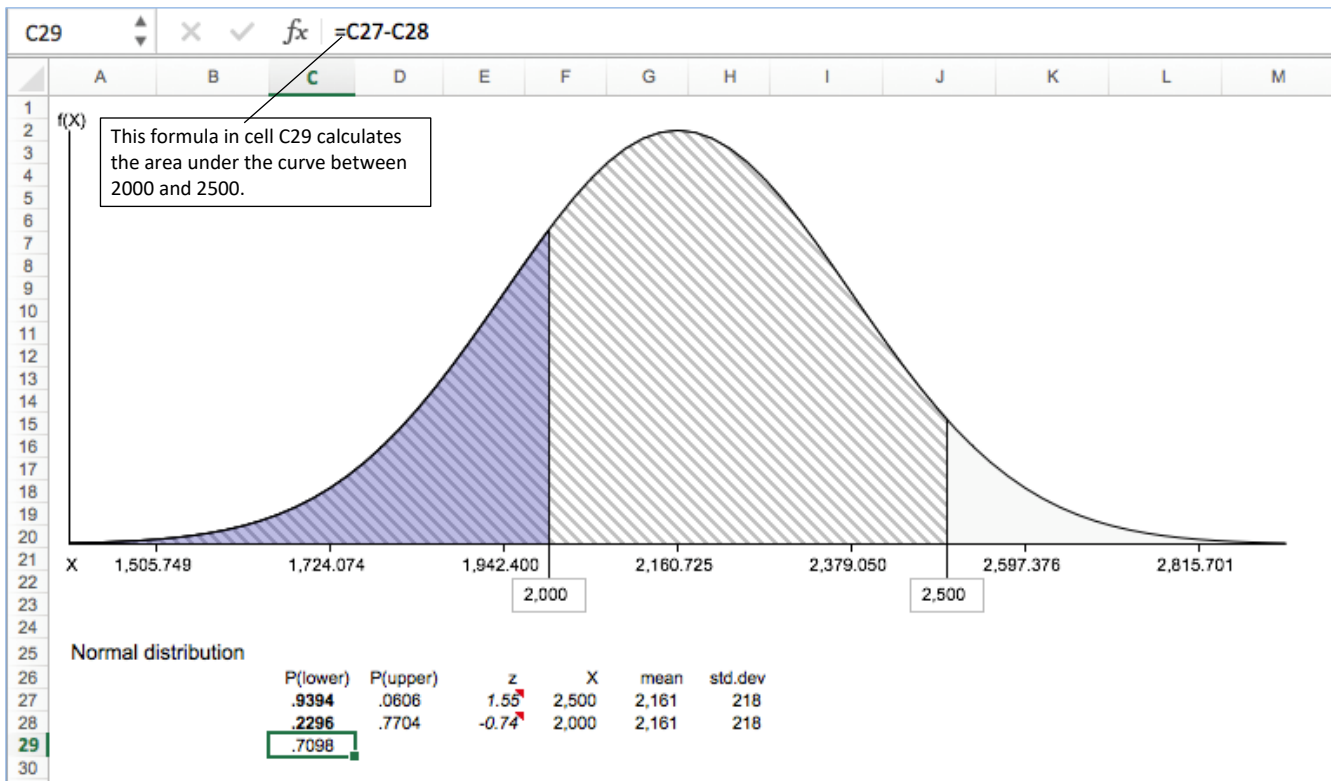 C29 fx =C27-C28
A B C D E F G H I J K L M
1
f(X)
2
This formula in cell C29 calculates
the area under the curve between
2000 and 2500.
3
4
5
6
7
8
9
10
11
12
13
14
15
16
17
18
19
20
21 X 1,505.749 1,724.074 1,942.400 2,160.725 2,379.050 2,597.376 2,815.701
22
2,000 2,500
23
24
25 Normal distribution
26 P(lower) P(upper) z X mean std.dev
27 .9394 .0606 1.55 2,500 2,161 218
28 .2296 .7704 -0.74 2,000 2,161 218
29 .7098
30